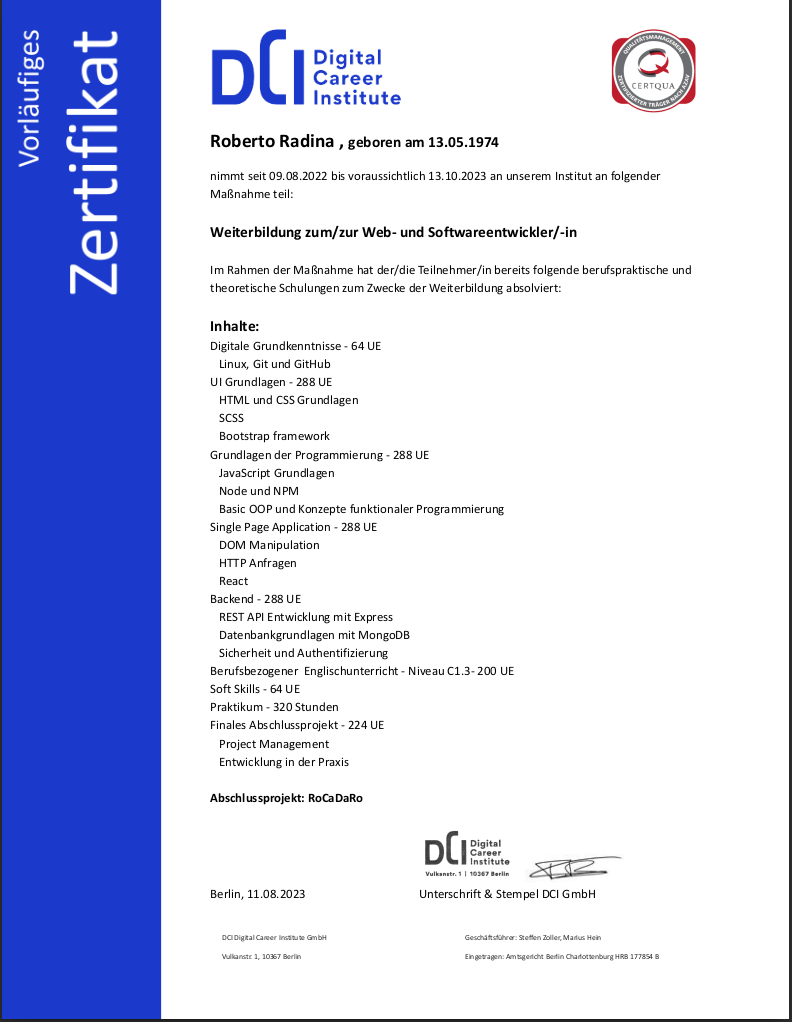 Vorläufiges
Zertifikat
DCI Digital
Career
Institute
QUALITÄTSMANAGEMENT
CERTQUA
ZERTIFIZIERTER TRÄGER NACH AZAV
Roberto Radina , geboren am 13.05.1974
nimmt seit 09.08.2022 bis voraussichtlich 13.10.2023 an unserem Institut an folgender
Maßnahme teil:
Weiterbildung zum/zur Web- und Softwareentwickler/-in
Im Rahmen der Maßnahme hat der/die Teilnehmer/in bereits folgende berufspraktische und
theoretische Schulungen zum Zwecke der Weiterbildung absolviert:
Inhalte:
Digitale Grundkenntnisse - 64 UE
Linux, Git und GitHub
UI Grundlagen - 288 UE
HTML und CSS Grundlagen
SCSS
Bootstrap framework
Grundlagen der Programmierung - 288 UE
JavaScript Grundlagen
Node und NPM
Basic OOP und Konzepte funktionaler Programmierung
Single Page Application - 288 UE
DOM Manipulation
HTTP Anfragen
React
Backend - 288 UE
REST API Entwicklung mit Express
Datenbankgrundlagen mit MongoDB
Sicherheit und Authentifizierung
Berufsbezogener Englischunterricht - Niveau C1.3- 200 UE
Soft Skills - 64 UE
Praktikum - 320 Stunden
Finales Abschlussprojekt - 224 UE
Project Management
Entwicklung in der Praxis
Abschlussprojekt: RoCaDaRo
DCI Digital
Career
Institute
Vulkanstr. 1 | 10367 Berlin
Berlin, 11.08.2023 Unterschrift & Stempel DCI GmbH
DCI Digital Career Institute GmbH Geschäftsführer: Steffen Zoller, Marius Hein
Vulkanstr. 1, 10367 Berlin Eingetragen: Amtsgericht Berlin Charlottenburg HRB 177854 B